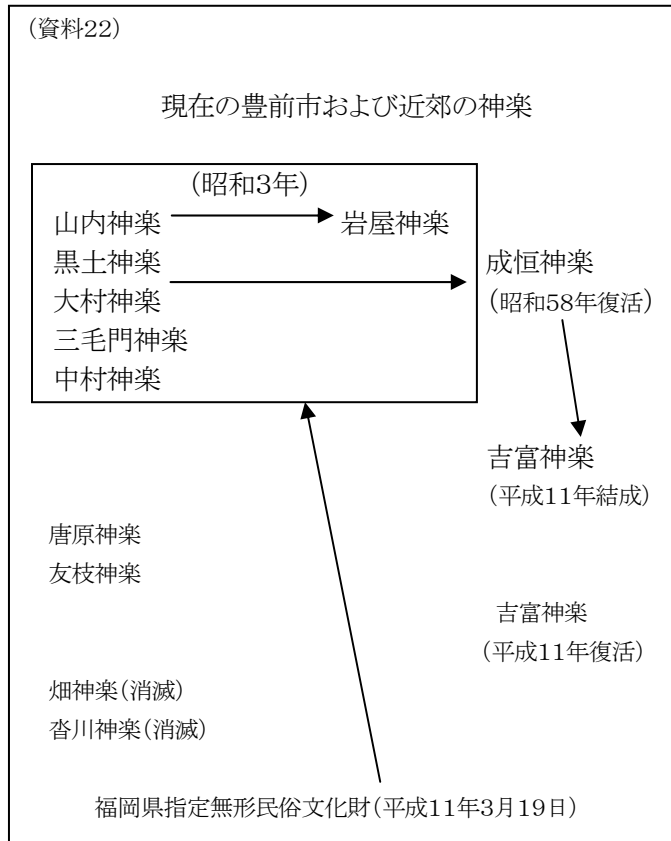 (資料22)
現在の豊前市および近郊の神楽
(昭和3年)
山内神楽
岩屋神楽
黒土神楽
大村神楽
三毛門神楽
中村神楽
成恒神楽
(昭和58年復活)
吉富神楽
(平成11年結成)
唐原神楽
友枝神楽
吉富神楽
(平成11年復活)
畑神楽(消滅)
沓川神楽(消滅)
福岡県指定無形民俗文化財(平成11年3月19日)